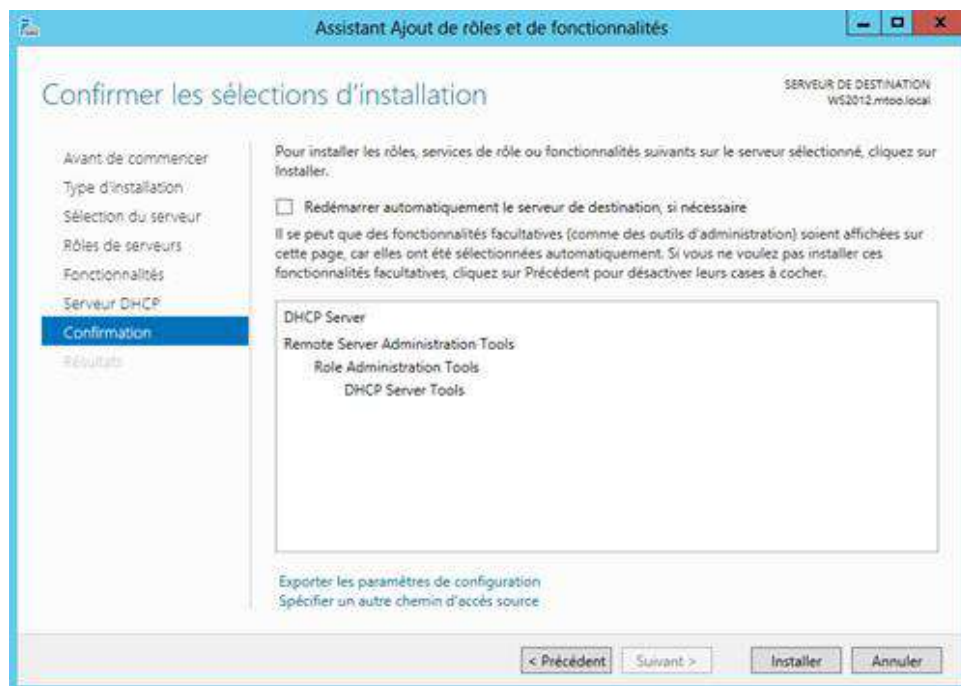 Assistant Ajout de rôles et de fonctionnalités
Confirmer les sélections d'installation
SERVEUR DE DESTINATION
WS2012.mtoo.local
Avant de commencer
Type d'installation
Sélection du serveur
Rôles de serveurs
Fonctionnalités
Serveur DHCP
Confirmation
Résultats
Pour installer les rôles, services de rôle ou fonctionnalités suivants sur le serveur sélectionné, cliquez sur
Installer.
Redémarrer automatiquement le serveur de destination, si nécessaire
Il se peut que des fonctionnalités facultatives (comme des outils d'administration) soient affichées sur
cette page, car elles ont été sélectionnées automatiquement. Si vous ne voulez pas installer ces
fonctionnalités facultatives, cliquez sur Précédent pour désactiver leurs cases à cocher.
DHCP Server
Remote Server Administration Tools
Role Administration Tools
DHCP Server Tools
Exporter les paramètres de configuration
Spécifier un autre chemin d'accès source
< Précédent Suivant > Installer Annuler